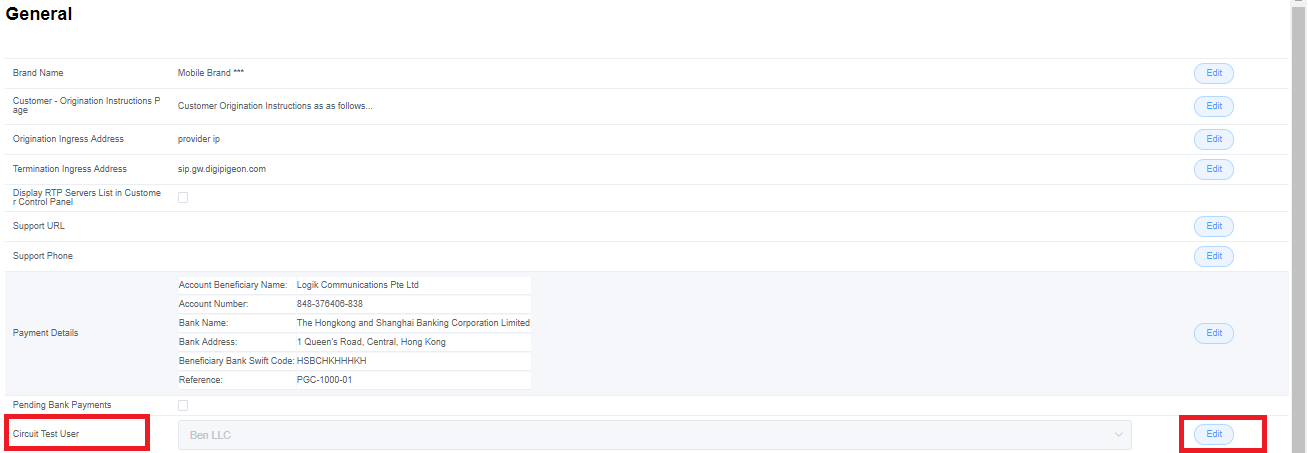 General
Brand Name Mobile Brand *** Edit
Customer - Origination Instructions P
age
Customer Origination Instructions as as follows... Edit
Origination Ingress Address provider ip Edit
Termination Ingress Address sip.gw.digipigeon.com Edit
Display RTP Servers List in Custome
r Control Panel
Support URL Edit
Support Phone Edit
Payment Details Edit
Account Beneficiary Name: Logik Communications Pte Ltd
Account Number: 848-376406-838
Bank Name: The Hongkong and Shanghai Banking Corporation Limited
Bank Address: 1 Queen's Road, Central, Hong Kong
Beneficiary Bank Swift Code: HSBCHKHHHKH
Reference: PGC-1000-01
Pending Bank Payments
Circuit Test User Ben LLC Edit